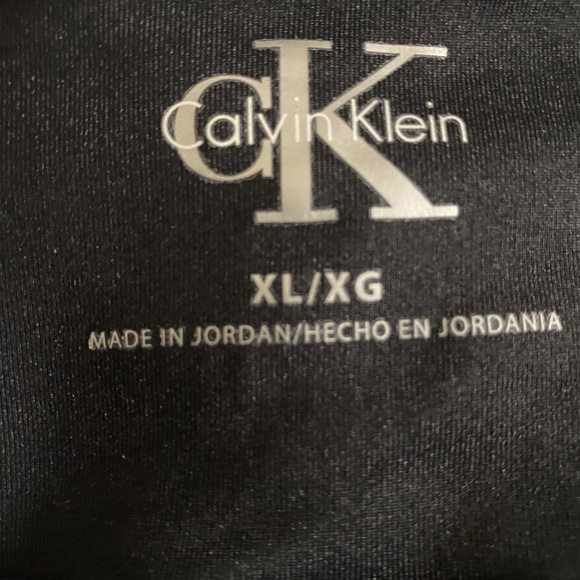 CK
Calvin Klein
XL/XG
MADE IN JORDAN/HECHO EN JORDANIA